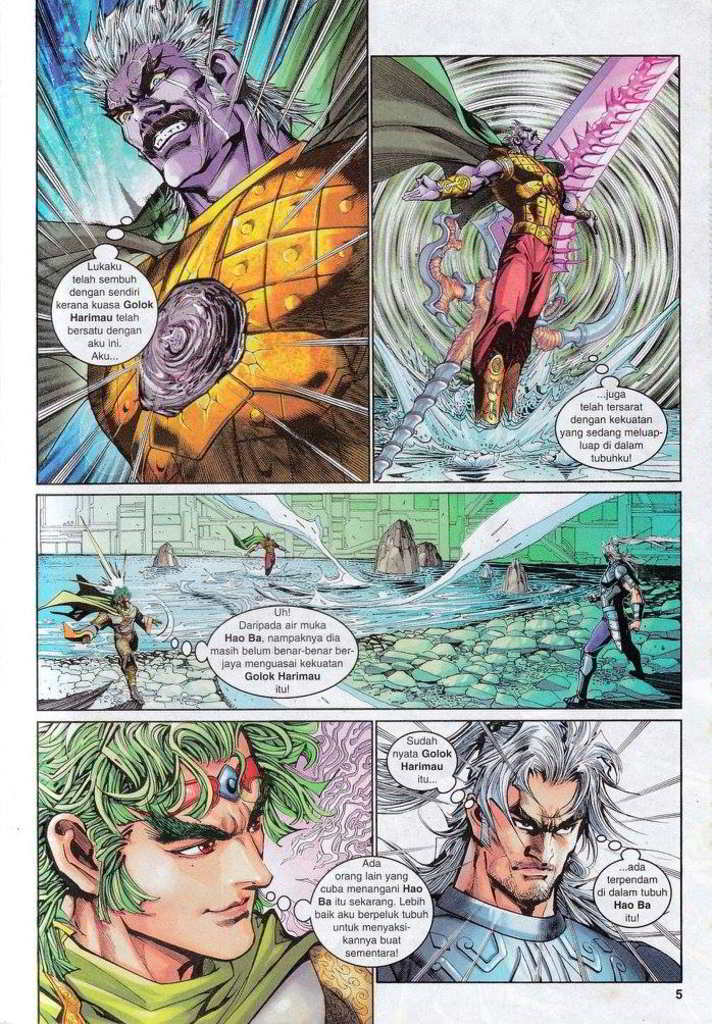 Lukaku
telah sembuh
dengan sendiri
kerana kuasa Golok
Harimau telah
bersatu dengan
aku ini.
Aku...
...juga
telah tersarat
dengan kekuatan
yang sedang meluap-
luap di dalam
tubuhku!
Uh!
Daripada air muka
Hao Ba, nampaknya dia
masih belum benar-benar ber-
jaya menguasai kekuatan
Golok Harimau
itu!
Ada
orang lain yang
cuba menangani Hao
Ba itu sendirian. Lebih
baik aku berpeluk tubuh
untuk menyaksi-
kannya buat
sementara!
Sudah
nyata Golok
Harimau
itu...
...ada
terpendam
di dalam tubuh
Hao Ba
itu!
5